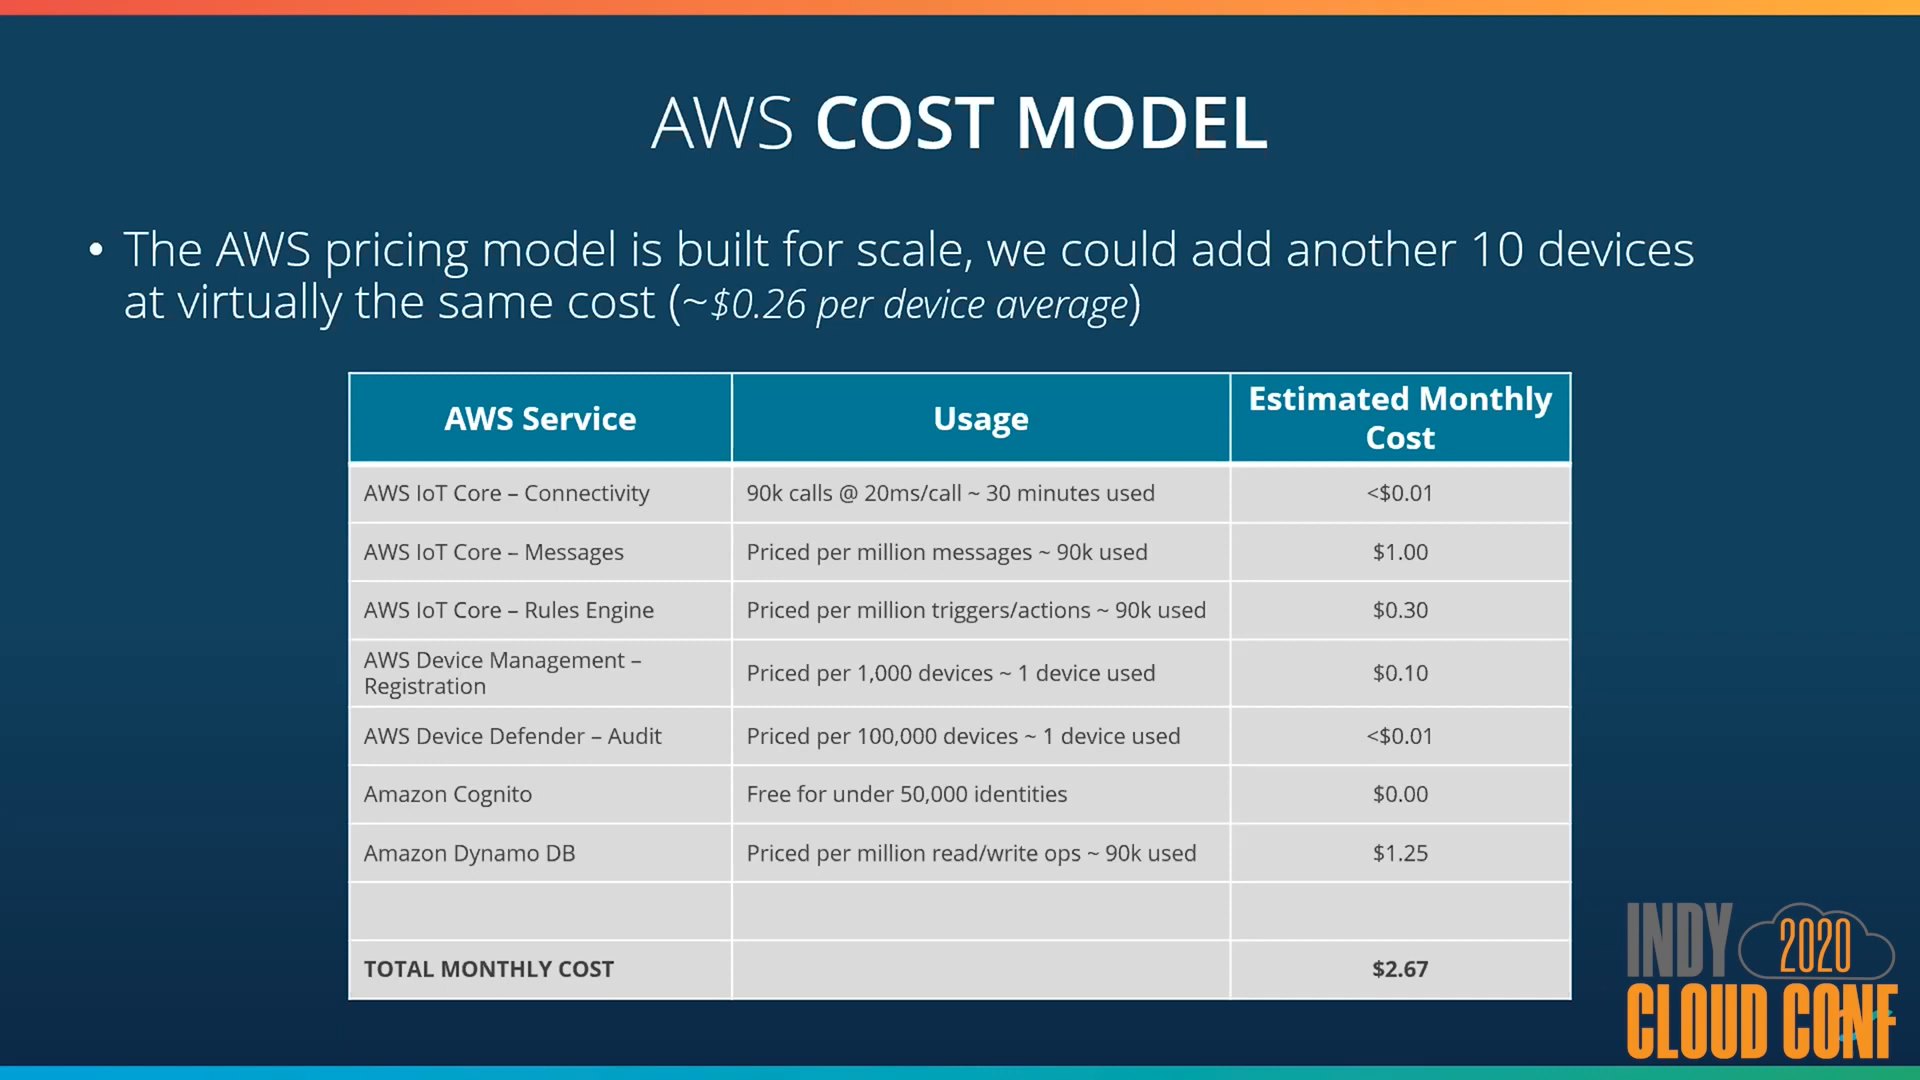 AWS COST MODEL
• The AWS pricing model is built for scale, we could add another 10 devices
at virtually the same cost (~$0.26 per device average)
AWS Service Usage Estimated Monthly
Cost
AWS IoT Core – Connectivity 90k calls @ 20ms/call ~ 30 minutes used <$0.01
AWS IoT Core – Messages Priced per million messages ~ 90k used $1.00
AWS IoT Core – Rules Engine Priced per million triggers/actions ~ 90k used $0.30
AWS Device Management –
Registration Priced per 1,000 devices ~ 1 device used $0.10
AWS Device Defender – Audit Priced per 100,000 devices ~ 1 device used <$0.01
Amazon Cognito Free for under 50,000 identities $0.00
Amazon Dynamo DB Priced per million read/write ops ~ 90k used $1.25
TOTAL MONTHLY COST $2.67
INDY 2020
CLOUD CONF